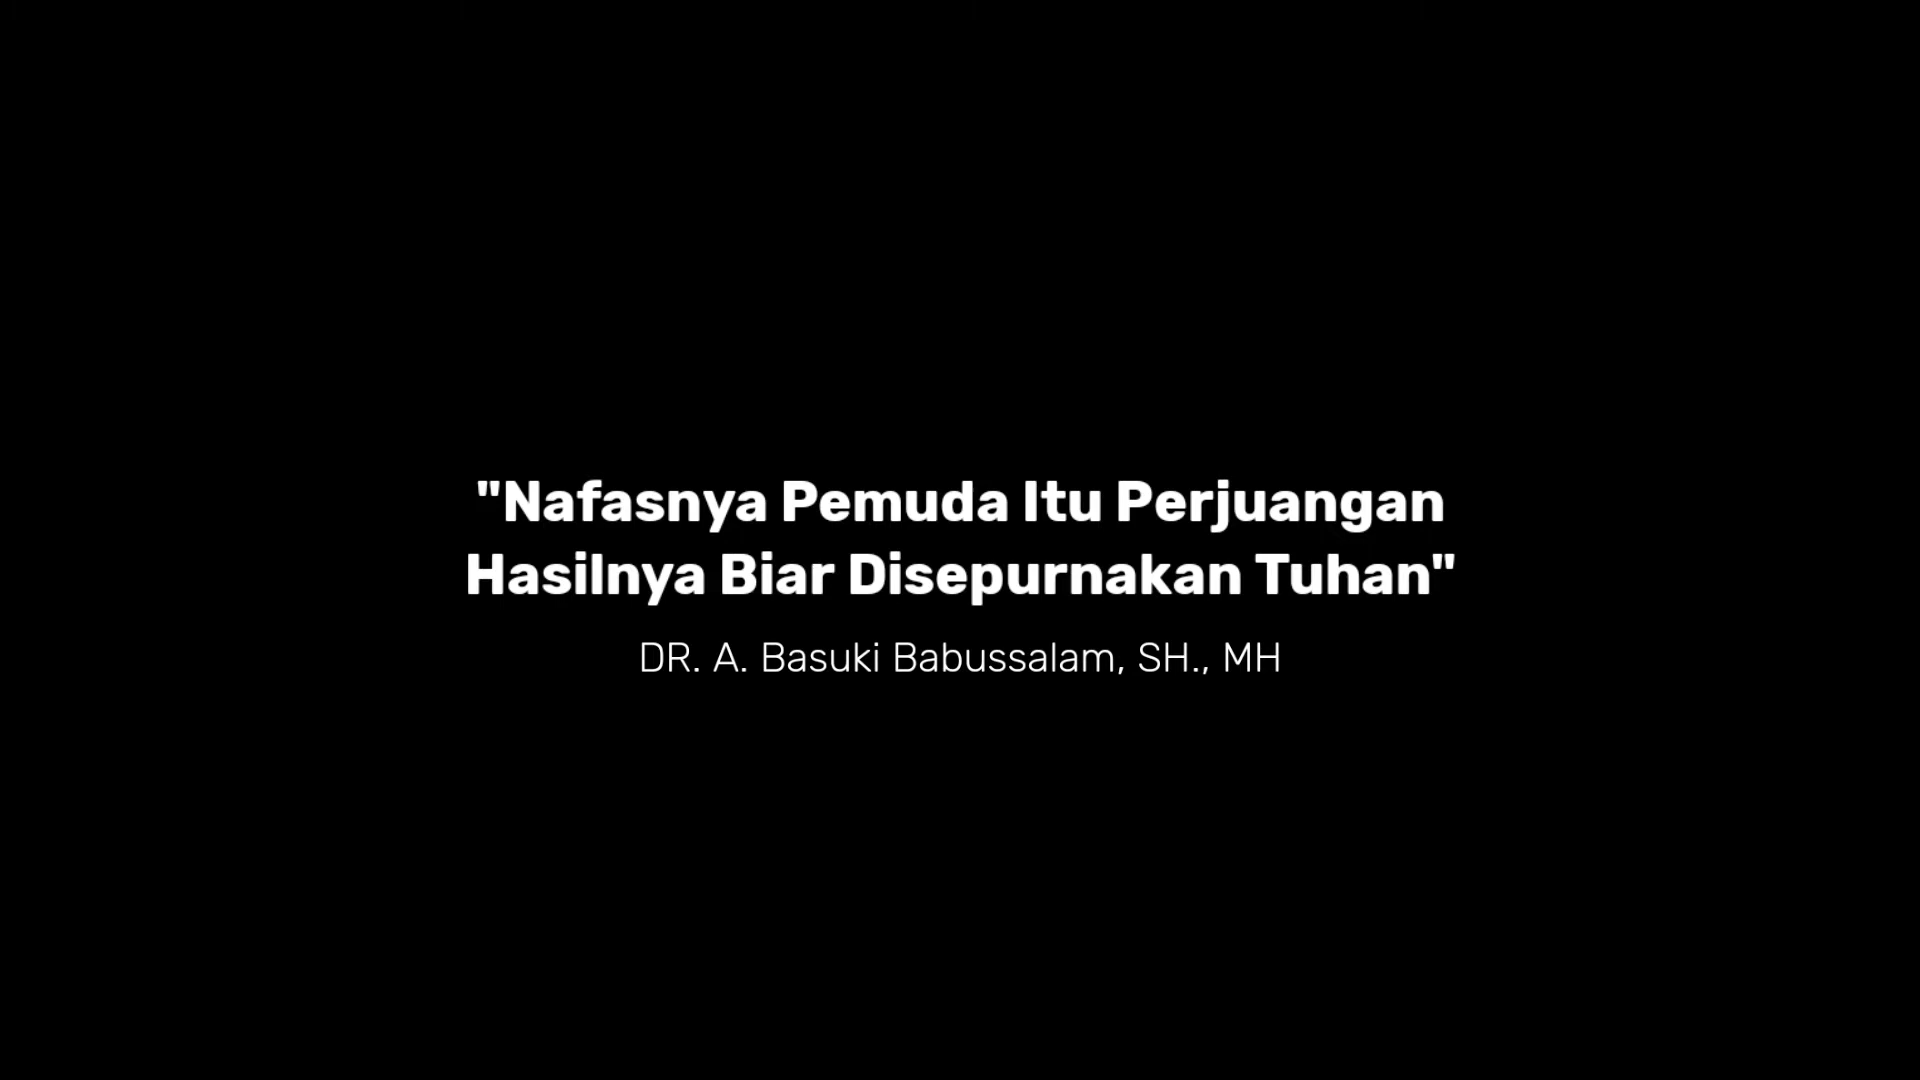 "Nafasnya Pemuda Itu Perjuangan
Hasilnya Biar Disepurnakan Tuhan"
DR. A. Basuki Babussalam, SH., MH